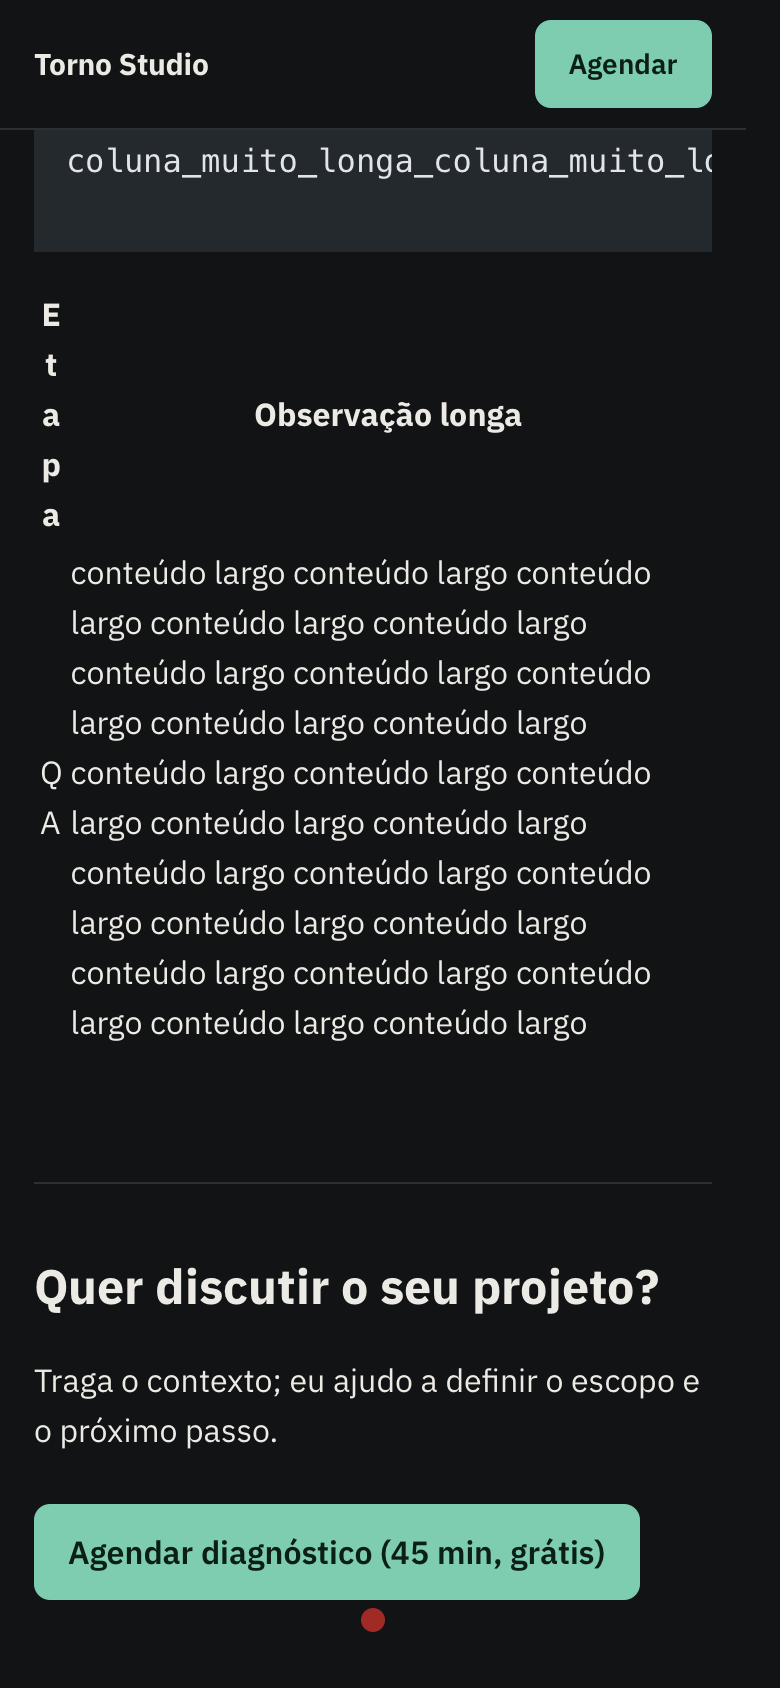 Torno Studio
Agendar
coluna_muito_longa_coluna_muito_lo
E
t
a
p
a
Observação longa
conteúdo largo conteúdo largo conteúdo
largo conteúdo largo conteúdo largo
conteúdo largo conteúdo largo conteúdo
largo conteúdo largo conteúdo largo
Q conteúdo largo conteúdo largo conteúdo
A largo conteúdo largo conteúdo largo
conteúdo largo conteúdo largo conteúdo
largo conteúdo largo conteúdo largo
conteúdo largo conteúdo largo conteúdo
largo conteúdo largo conteúdo largo
Quer discutir o seu projeto?
Traga o contexto; eu ajudo a definir o escopo e
o próximo passo.
Agendar diagnóstico (45 min, grátis)